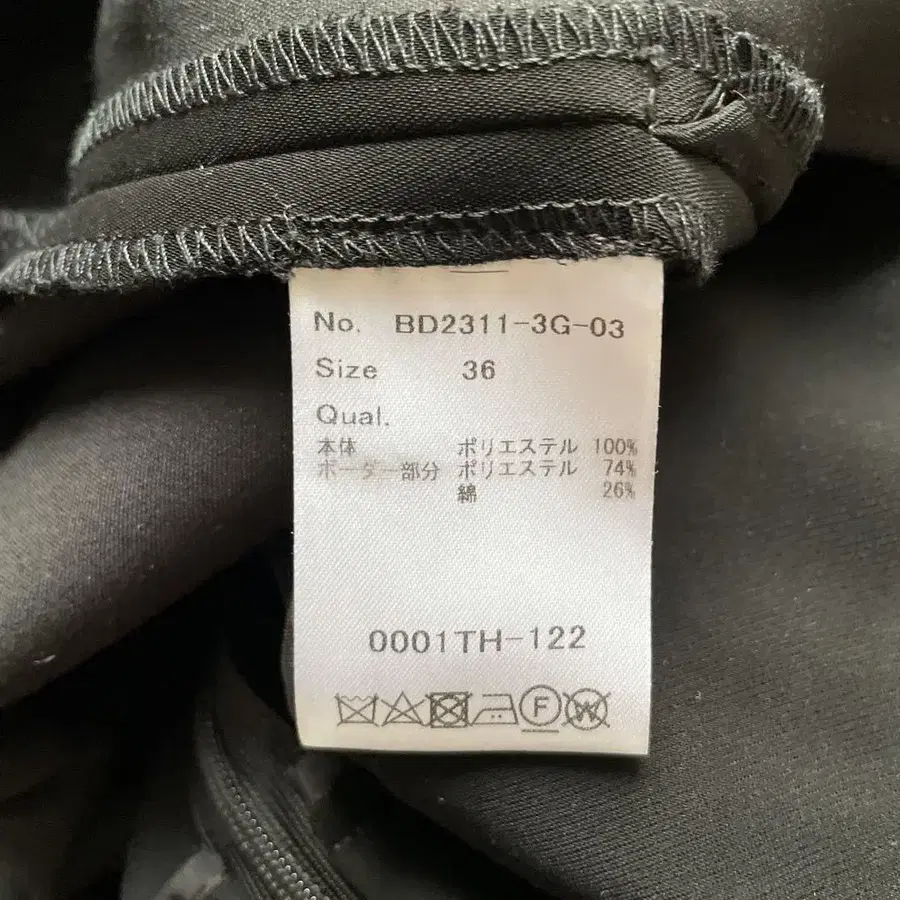 No. BD2311-3G-03
Size 36
Qual.
本体 ポリエステル 100%
ボーダー部分 ポリエステル 74%
綿 26%
0001TH-122
F W